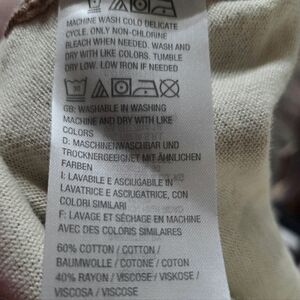 MACHINE WASH COLD DELICATE
CYCLE. ONLY NON-CHLORINE
BLEACH WHEN NEEDED. WASH AND
DRY WITH LIKE COLORS. TUMBLE
DRY LOW. LOW IRON IF NEEDED
30
GB: WASHABLE IN WASHING
MACHINE AND DRY WITH LIKE
COLORS
D: MASCHINENWASCHBAR UND
TROCKNERGEEIGNET MIT ÄHNLICHEN
FARBEN
I: LAVABILE E ASCIUGABILE IN
LAVATRICE E ASCIUGATRICE, CON
COLORI SIMILARI
F: LAVAGE ET SÉCHAGE EN MACHINE
AVEC DES COLORIS SIMILAIRES
60% COTTON / COTTON /
BAUMWOLLE / COTONE / COTON
40% RAYON / VISCOSE / VISKOSE /
VISCOSA / VISCOSE